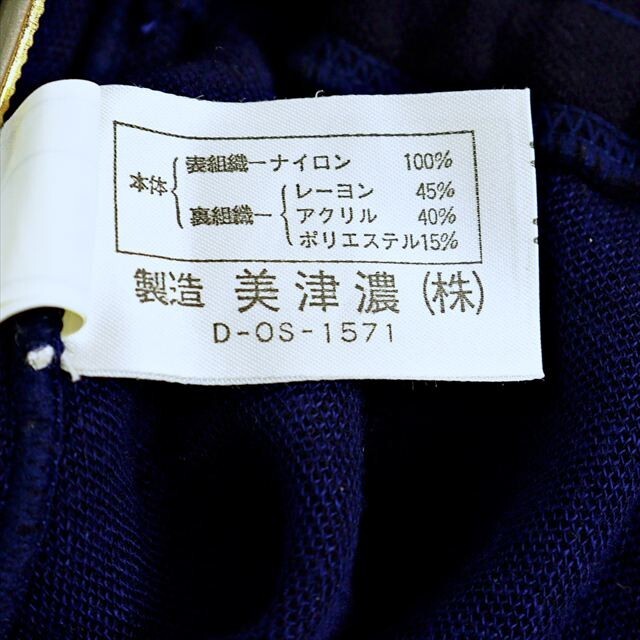 本体 表組織ーナイロン 100%
裏組織ー レーヨン 45%
アクリル 40%
ポリエステル15%
製造 美津濃(株)
D-OS-1571